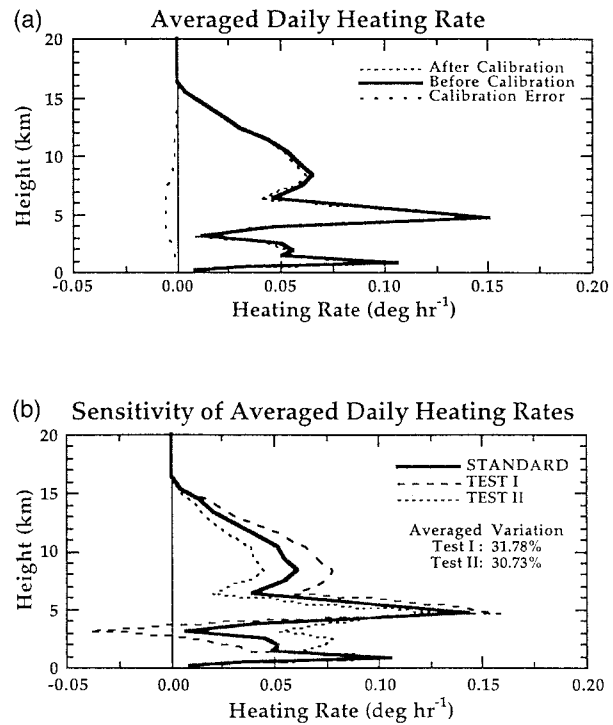 (a) Averaged Daily Heating Rate
20
15
10
5
0
Height (km)
After Calibration
Before Calibration
Calibration Error
-0.05 0.00 0.05 0.10 0.15 0.20
Heating Rate (deg hr⁻¹)
(b) Sensitivity of Averaged Daily Heating Rates
20
15
10
5
0
Height (km)
STANDARD
TEST I
TEST II
Averaged Variation
Test I : 31.78%
Test II : 30.73%
-0.05 0.00 0.05 0.10 0.15 0.20
Heating Rate (deg hr⁻¹)